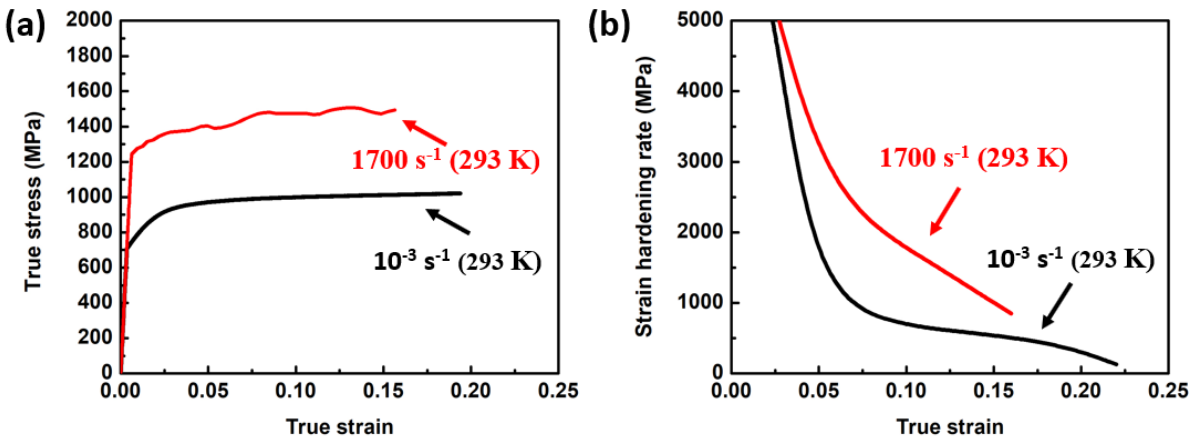 (a)
True stress (MPa)
2000
1800
1600
1400
1200
1000
800
600
400
200
0
1700 s⁻¹ (293 K)
10⁻³ s⁻¹ (293 K)
0.00 0.05 0.10 0.15 0.20 0.25
True strain
(b)
Strain hardening rate (MPa)
5000
4000
3000
2000
1000
0
1700 s⁻¹ (293 K)
10⁻³ s⁻¹ (293 K)
0.00 0.05 0.10 0.15 0.20 0.25
True strain